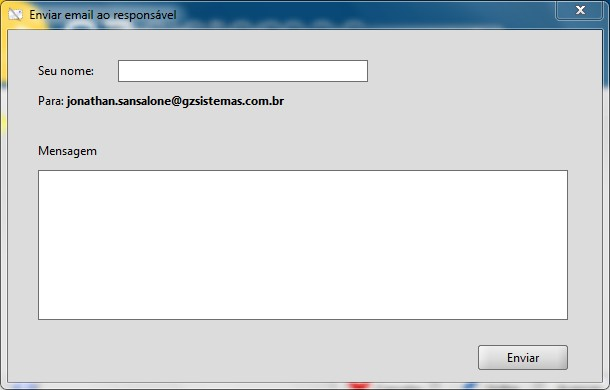 Enviar email ao responsável
Seu nome:
Para: jonathan.sansalone@gzsistemas.com.br
Mensagem
Enviar